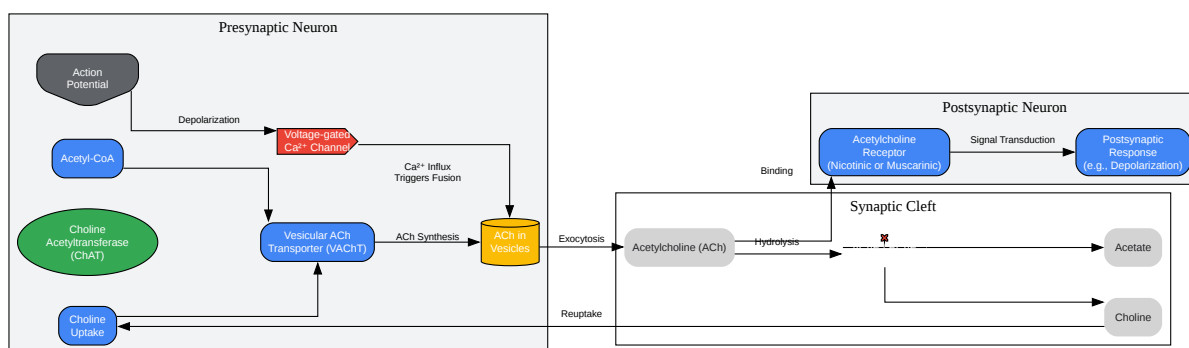 Presynaptic Neuron
Action
Potential
Depolarization
Voltage-gated
Ca²⁺ Channel
Acetyl-CoA
Ca²⁺ Influx
Triggers Fusion
Choline
Acetyltransferase
(ChAT)
Vesicular ACh
Transporter (VAChT)
ACh Synthesis
ACh in
Vesicles
Exocytosis
Choline
Uptake
Reuptake
Postsynaptic Neuron
Acetylcholine
Receptor
(Nicotinic or Muscarinic)
Signal Transduction
Postsynaptic
Response
(e.g., Depolarization)
Binding
Synaptic Cleft
Acetylcholine (ACh)
Hydrolysis
Acetate
Choline